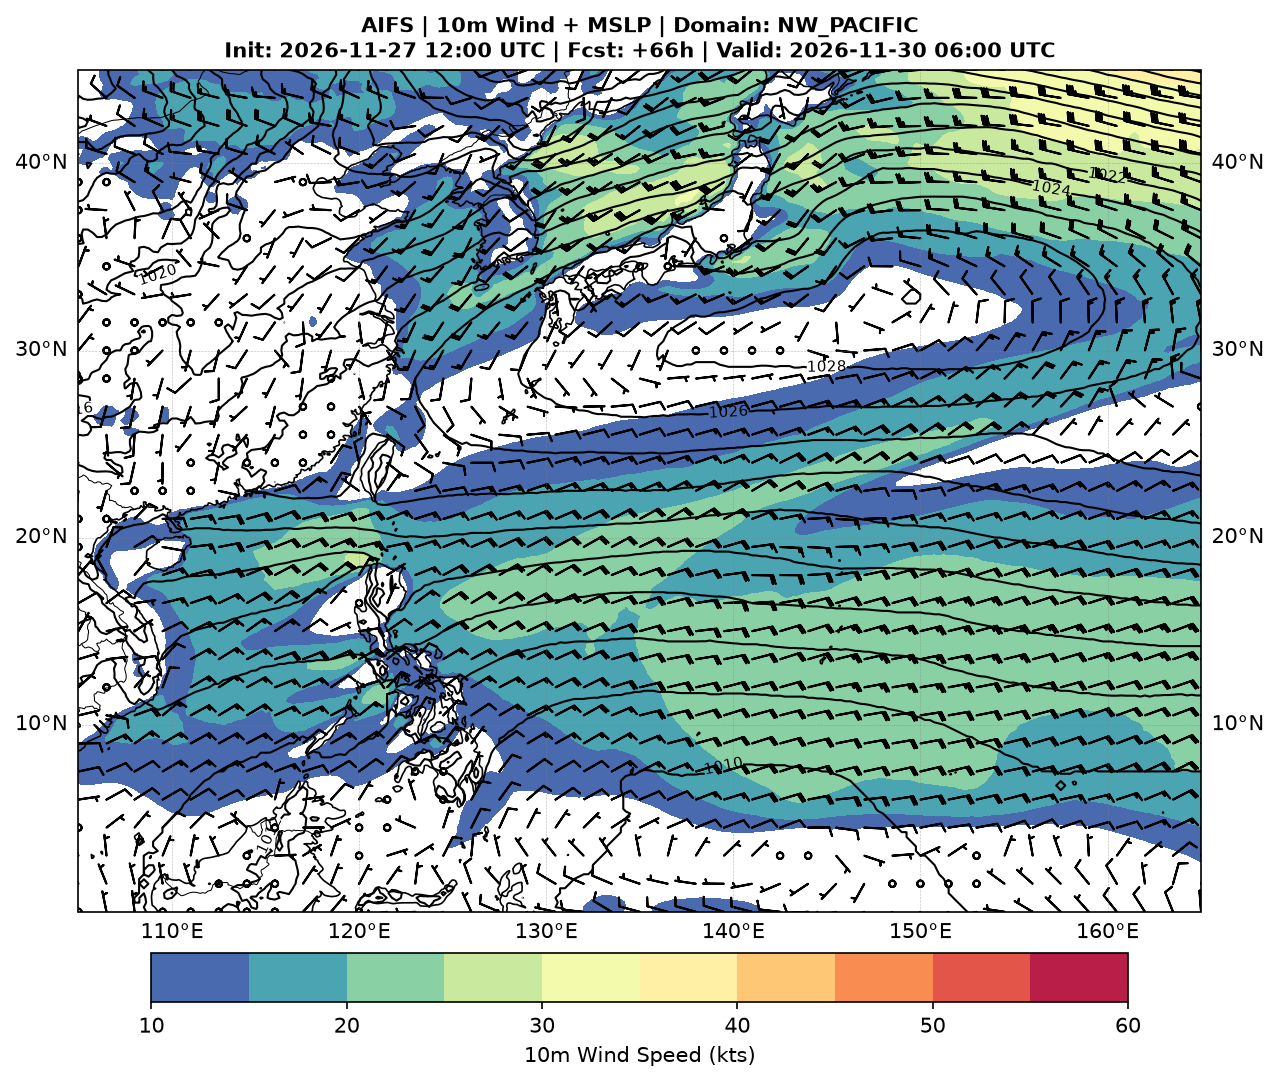 AIFS | 10m Wind + MSLP | Domain: NW_PACIFIC
Init: 2026-11-27 12:00 UTC | Fcst: +66h | Valid: 2026-11-30 06:00 UTC
40°N
40°N
1022
1024
1020
30°N
30°N
1028
1026
16
20°N
20°N
10°N
10°N
1010
110°E
120°E
130°E
140°E
150°E
160°E
10
20
30
40
50
60
10m Wind Speed (kts)